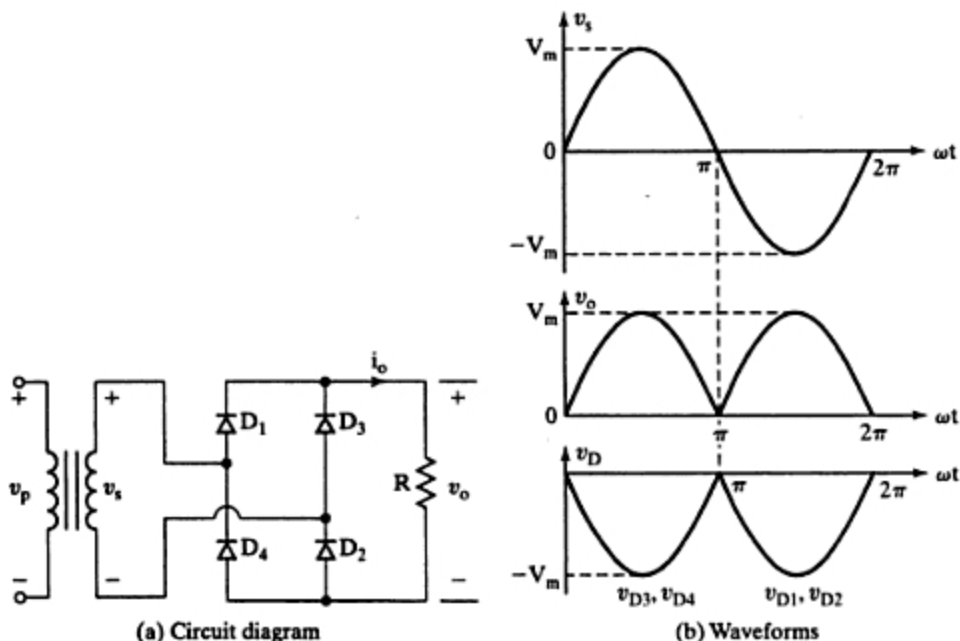 v_s
V_m
0
π
2π
ωt
−V_m
v_o
V_m
0
π
2π
ωt
v_D
π
2π
ωt
−V_m
v_D3, v_D4
v_D1, v_D2
i_o
+ + +
D_1 D_3
v_p v_s R v_o
D_4 D_2
− − −
(a) Circuit diagram
(b) Waveforms